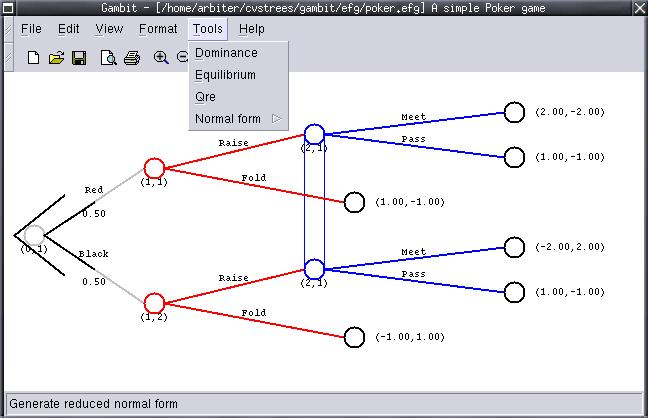 Gambit - [/home/arbiter/cvstrees/gambit/efg/poker.efg] A simple Poker game
File Edit View Format Tools Help
Dominance
Equilibrium
Qre
Normal form
Meet
(2.00,-2.00)
Raise
(2,1)
Pass
(1.00,-1.00)
Red
0.50
(1,1)
Fold
(1.00,-1.00)
(0,1)
Black
0.50
Meet
(-2.00,2.00)
Raise
(2,1)
Pass
(1.00,-1.00)
(1,2)
Fold
(-1.00,1.00)
Generate reduced normal form